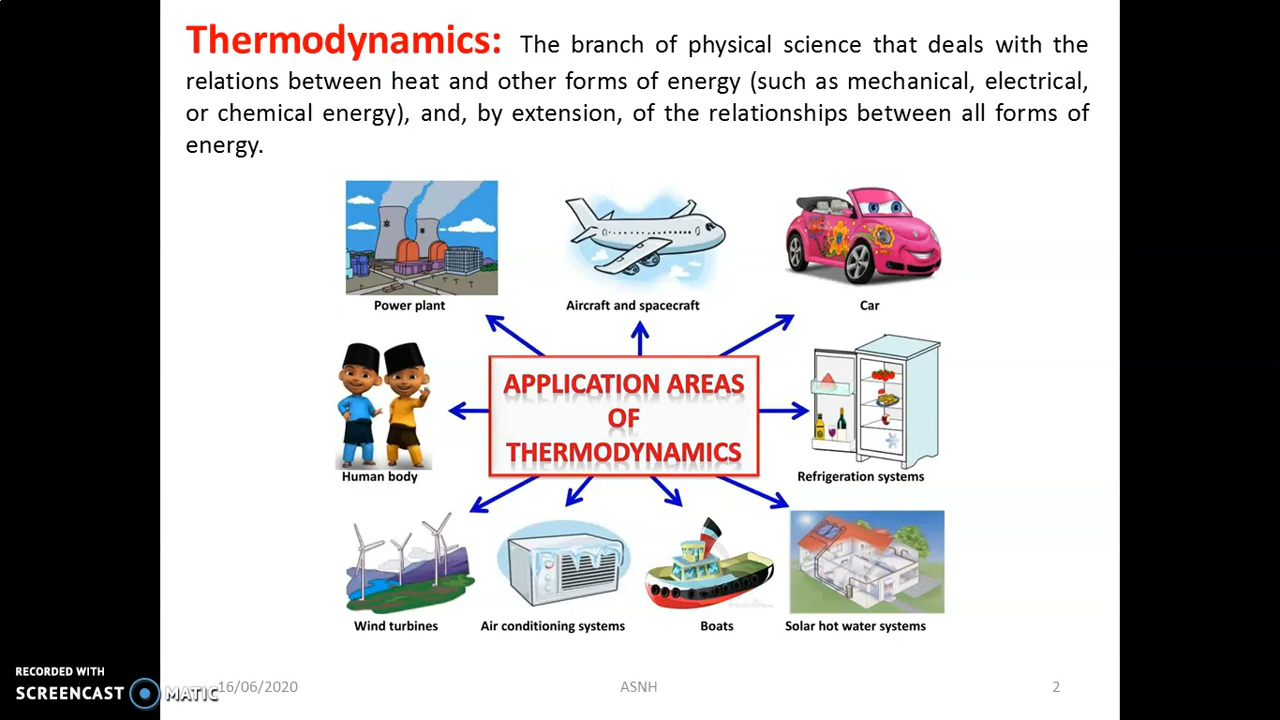 Thermodynamics: The branch of physical science that deals with the
relations between heat and other forms of energy (such as mechanical, electrical,
or chemical energy), and, by extension, of the relationships between all forms of
energy.
Power plant
Aircraft and spacecraft
Car
APPLICATION AREAS
OF
THERMODYNAMICS
Human body
Refrigeration systems
Wind turbines
Air conditioning systems
Boats
Solar hot water systems
RECORDED WITH
SCREENCAST MATIC
16/06/2020
ASNH
2